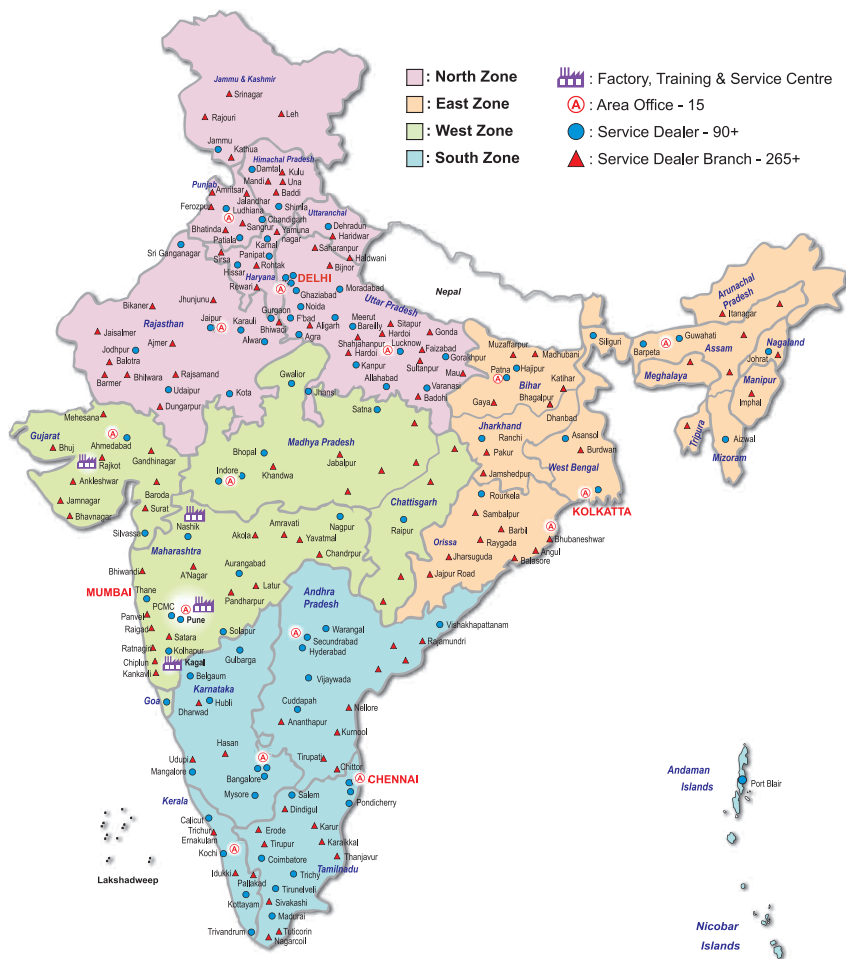 : North Zone
: East Zone
: West Zone
: South Zone
: Factory, Training & Service Centre
: Area Office - 15
: Service Dealer - 90+
: Service Dealer Branch - 265+
A
Jammu & Kashmir
Srinagar
Leh
Rajouri
Jammu
Kathua
Himachal Pradesh
Damtal
Kulu
Mandi
Una
Baddi
Punjab
Amritsar
Jalandhar
Ferozpur
Ludhiana
Shimla
A
Chandigarh
Uttaranchal
Bhatinda
Sangrur
Yamuna
nagar
Dehradun
Patiala
Karnal
Haridwar
Sri Ganganagar
Saharanpur
Haldwani
Sirsa
Panipat
Rohtak
Hissar
Bijnor
Haryana
DELHI
Rewari
A
Ghaziabad
Moradabad
Nepal
Uttar Pradesh
Bikaner
Jhunjunu
Noida
Gurgaon
F'bad
Meerut
Sitapur
Rajasthan
Jaipur
A
Karauli
Bhiwadi
Aligarh
Bareilly
Hardoi
Gonda
Jaisalmer
Ajmer
Alwar
Agra
Shahajahanpur
Lucknow
A
Jodhpur
Hardoi
Faizabad
Gorakhpur
Balotra
Kanpur
Sultanpur
Barmer
Bhilwara
Rajsamand
Mau
Allahabad
Varanasi
Udaipur
Kota
Gwalior
Jhansi
Badohi
Dungarpur
Satna
Arunachal
Pradesh
Itanagar
Siliguri
Guwahati
A
Barpeta
Assam
Nagaland
Johrat
Meghalaya
Manipur
Imphal
Tripura
Aizwal
Mizoram
Muzaffarpur
Madhubani
Patna
Hajipur
A
Bihar
Katihar
Gaya
Bhagalpur
Dhanbad
Jharkhand
Ranchi
Asansol
Pakur
Burdwan
West Bengal
Jamshedpur
A
KOLKATTA
Rourkela
Sambalpur
Barbil
A
Orissa
Raygada
Bhubaneshwar
Jharsuguda
Angul
Balasore
Jajpur Road
Mehesana
Gujarat
A
Bhuj
Ahmedabad
Rajkot
Gandhinagar
Ankleshwar
Baroda
Jamnagar
Surat
Bhavnagar
Silvassa
Madhya Pradesh
Bhopal
Jabalpur
Indore
A
Khandwa
Chattisgarh
Raipur
Nashik
Maharashtra
Amravati
Nagpur
Akola
Yavatmal
Chandrpur
Aurangabad
A'Nagar
Bhiwandi
Latur
MUMBAI
Thane
Pandharpur
PCMC
A
Panvel
Pune
Raigad
Satara
Solapur
Ratnagiri
Kolhapur
Chiplun
Kagal
Kankavli
Gulbarga
Belgaum
Goa
Karnataka
Hubli
Dharwad
Hasan
Udupi
A
Mangalore
Bangalore
Mysore
Andhra
Pradesh
Vishakhapattanam
A
Warangal
Secundrabad
Hyderabad
Rajamundri
Vijaywada
Cuddapah
Nellore
Ananthapur
Kurnool
Tirupati
Chittor
A
CHENNAI
Pondicherry
Kerala
Salem
Dindigul
Calicut
Trichur
Erode
Karur
Ernakulam
Tirupur
Karaikkal
Kochi
A
Coimbatore
Thanjavur
Idukki
Tamilnadu
Pallakad
Trichy
Kottayam
Tirunelveli
Sivakashi
Madurai
Trivandrum
Tuticorin
Nagarcoil
Lakshadweep
Andaman
Islands
Port Blair
Nicobar
Islands